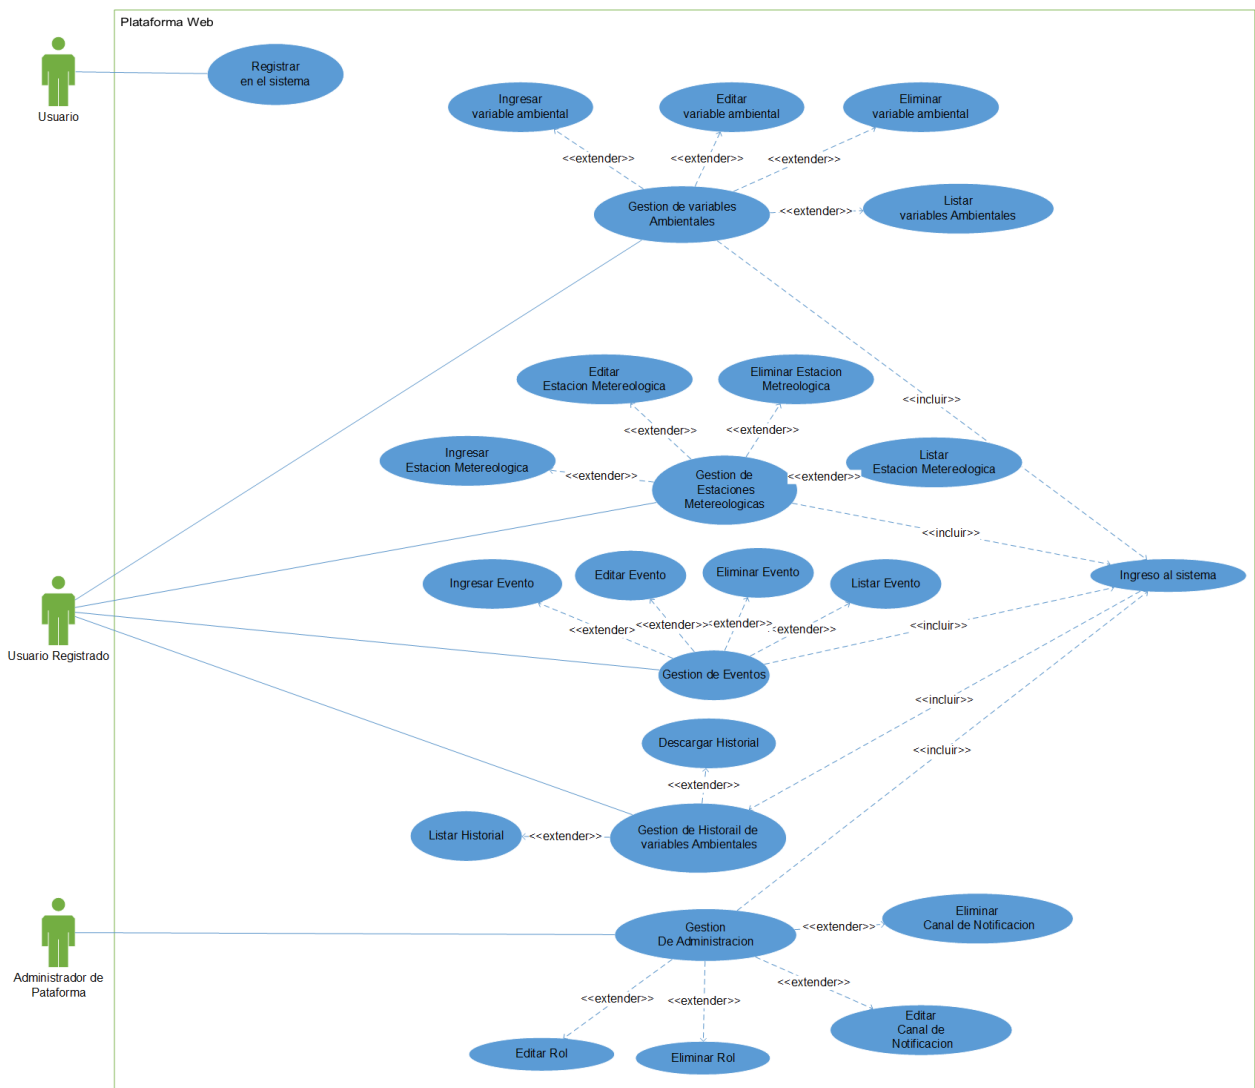 Plataforma Web
Usuario
Registrar
en el sistema
Ingresar
variable ambiental
Editar
variable ambiental
Eliminar
variable ambiental
<<extender>>
<<extender>>
<<extender>>
Gestion de variables
Ambientales
<<extender>>
Listar
variables Ambientales
Editar
Estacion Metereologica
Eliminar Estacion
Metreologica
<<incluir>>
<<extender>>
<<extender>>
Ingresar
Estacion Metereologica
Listar
Estacion Metereologica
<<extender>>
Gestion de
Estaciones
Metereologicas
<<extender>>
<<incluir>>
Ingresar Evento
Editar Evento
Eliminar Evento
Listar Evento
Ingreso al sistema
<<extender>
<<extender>>
<extender>>
<extender>>
<<incluir>>
Usuario Registrado
Gestion de Eventos
<<incluir>>
Descargar Historial
<<incluir>>
<<extender>>
Listar Historial
<<extender>>
Gestion de Historail de
variables Ambientales
Administrador de
Pataforma
Gestion
De Administracion
<<extender>>
Eliminar
Canal de Notificacion
<<extender>>
<<extender>>
<<extender>>
Editar
Canal de
Notificacion
Editar Rol
Eliminar Rol